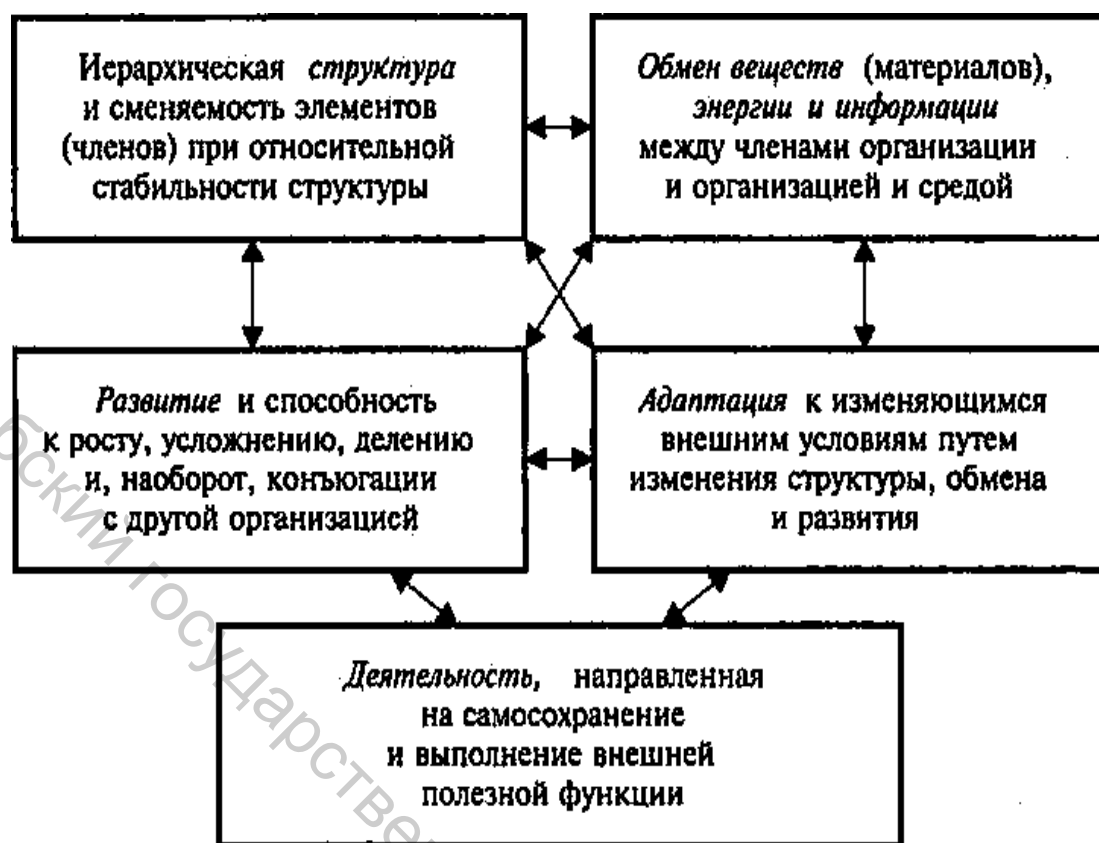 Иерархическая структура
и сменяемость элементов
(членов) при относительной
стабильности структуры
Обмен веществ (материалов),
энергии и информации
между членами организации
и организацией и средой
Развитие и способность
к росту, усложнению, делению
и, наоборот, конъюгации
с другой организацией
Адаптация к изменяющимся
внешним условиям путем
изменения структуры, обмена
и развития
Деятельность, направленная
на самосохранение
и выполнение внешней
полезной функции